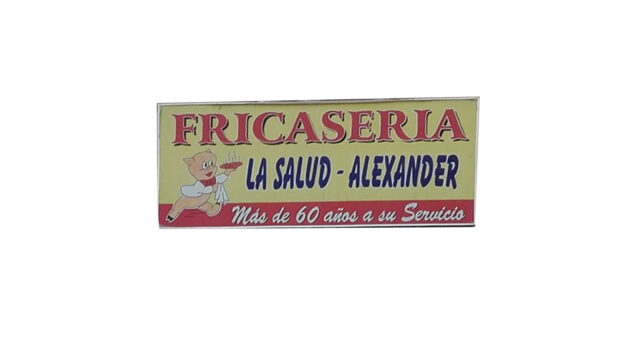 FRICASERIA
LA SALUD - ALEXANDER
Más de 60 años a su Servicio